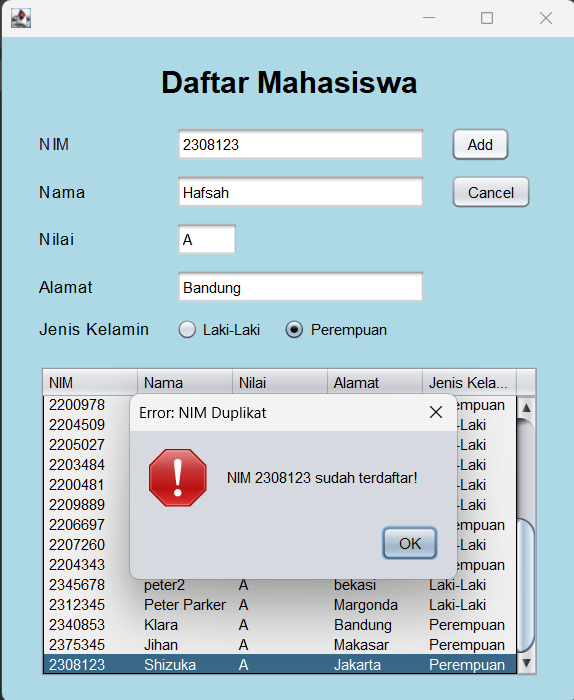 Daftar Mahasiswa
NIM 2308123 Add
Nama Hafsah Cancel
Nilai A
Alamat Bandung
Jenis Kelamin Laki-Laki Perempuan
NIM Nama Nilai Alamat Jenis Kela...
Error: NIM Duplikat
NIM 2308123 sudah terdaftar!
OK
2200978 empuan
2204509 -Laki
2205027 -Laki
2203484 -Laki
2200481 -Laki
2209889 -Laki
2206697 empuan
2207260 -Laki
2204343 empuan
2345678 peter2 A bekasi Laki-Laki
2312345 Peter Parker A Margonda Laki-Laki
2340853 Klara A Bandung Perempuan
2375345 Jihan A Makasar Perempuan
2308123 Shizuka A Jakarta Perempuan